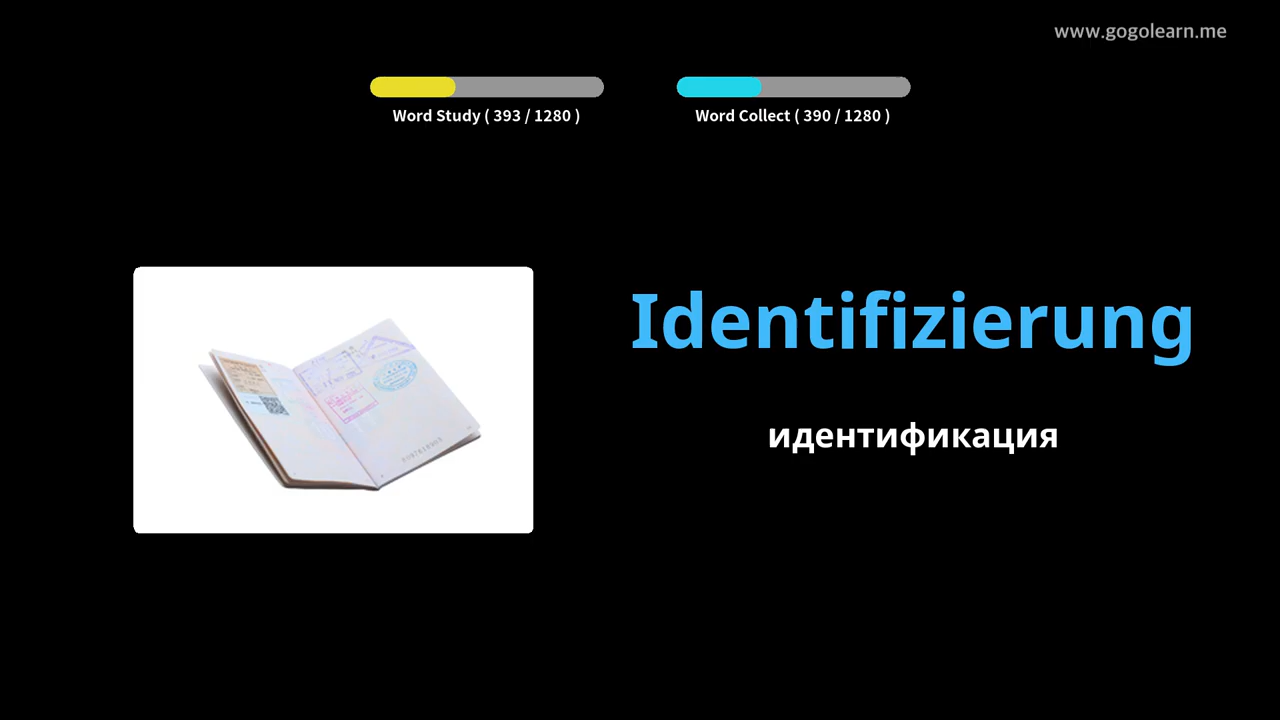 www.gogolearn.me
Word Study ( 393 / 1280 )
Word Collect ( 390 / 1280 )
Identifizierung
идентификация